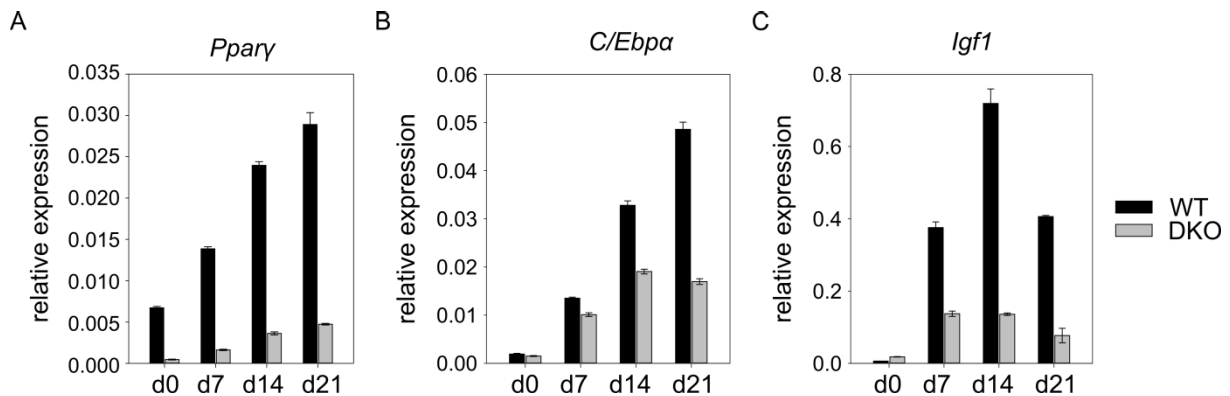 A
Pparγ
relative expression
0.035
0.030
0.025
0.020
0.015
0.010
0.005
0.000
d0 d7 d14 d21
B
C/Ebpα
relative expression
0.06
0.05
0.04
0.03
0.02
0.01
0.00
d0 d7 d14 d21
C
Igf1
relative expression
0.8
0.6
0.4
0.2
0.0
d0 d7 d14 d21
WT
DKO